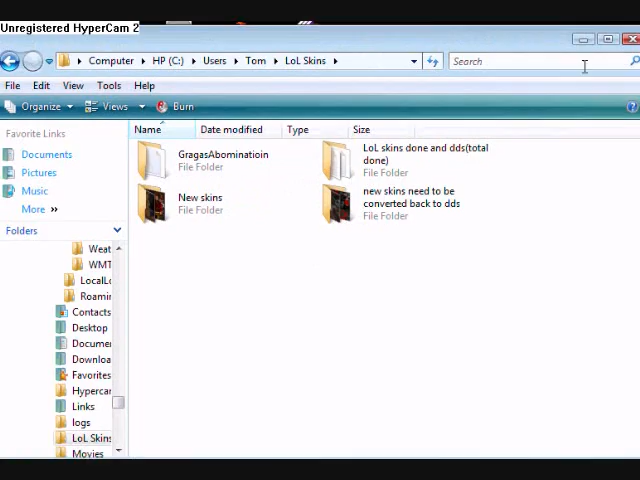 Unregistered HyperCam 2
Computer HP (C:) Users Tom LoL Skins
Search
File Edit View Tools Help
Organize Views Burn
Favorite Links
Documents
Pictures
Music
More »
Folders
Weat
WMT
LocalLo
Roamin
Contacts
Desktop
Docume
Downloa
Favorites
Hypercar
Links
logs
LoL Skins
Movies
Name Date modified Type Size
GragasAbominatioin
File Folder
LoL skins done and dds(total
done)
File Folder
New skins
File Folder
new skins need to be
converted back to dds
File Folder